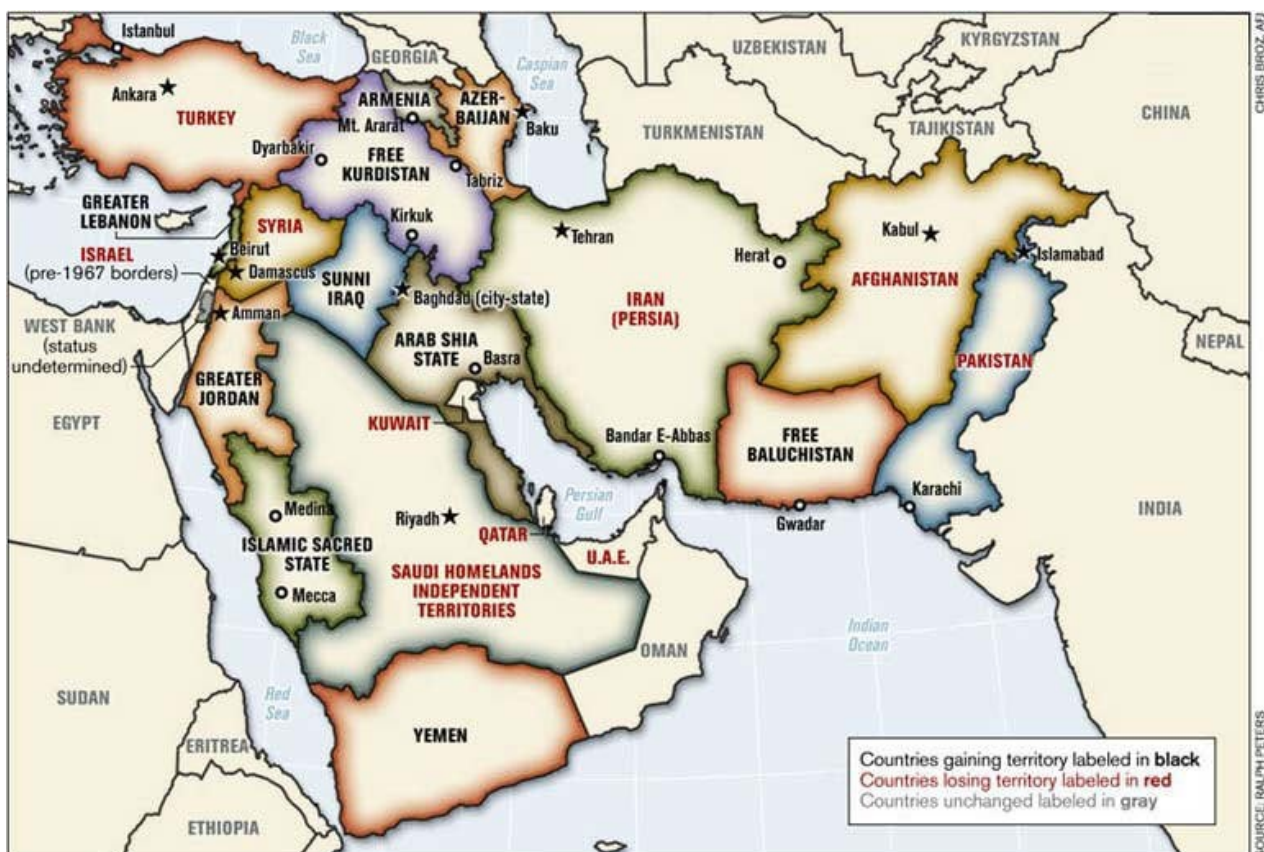 Istanbul
Black
Sea
GEORGIA
Caspian
Sea
UZBEKISTAN
KYRGYZSTAN
CHRIS BROZ, AFJ
Ankara
TURKEY
ARMENIA
Mt. Ararat
AZER-
BAIJAN
Baku
TURKMENISTAN
TAJIKISTAN
CHINA
Dyarbakir
FREE
KURDISTAN
Tabriz
GREATER
LEBANON
SYRIA
Kirkuk
Tehran
Herat
Kabul
Islamabad
ISRAEL
(pre-1967 borders)
Beirut
Damascus
SUNNI
IRAQ
Baghdad (city-state)
IRAN
(PERSIA)
AFGHANISTAN
WEST BANK
(status
undetermined)
Amman
ARAB SHIA
STATE
Basra
PAKISTAN
NEPAL
EGYPT
GREATER
JORDAN
KUWAIT
Bandar E-Abbas
FREE
BALUCHISTAN
Medina
Riyadh
Persian
Gulf
Gwadar
Karachi
INDIA
ISLAMIC SACRED
STATE
Mecca
QATAR
U.A.E.
SAUDI HOMELANDS
INDEPENDENT
TERRITORIES
OMAN
Indian
Ocean
SUDAN
Red
Sea
YEMEN
ERITREA
ETHIOPIA
Countries gaining territory labeled in black
Countries losing territory labeled in red
Countries unchanged labeled in gray
SOURCE: RALPH PETERS